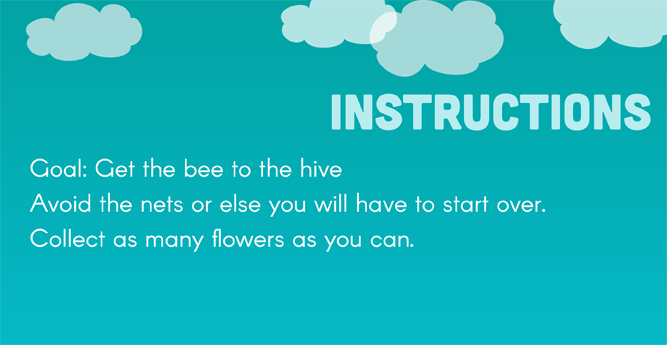 INSTRUCTIONS
Goal: Get the bee to the hive
Avoid the nets or else you will have to start over.
Collect as many flowers as you can.